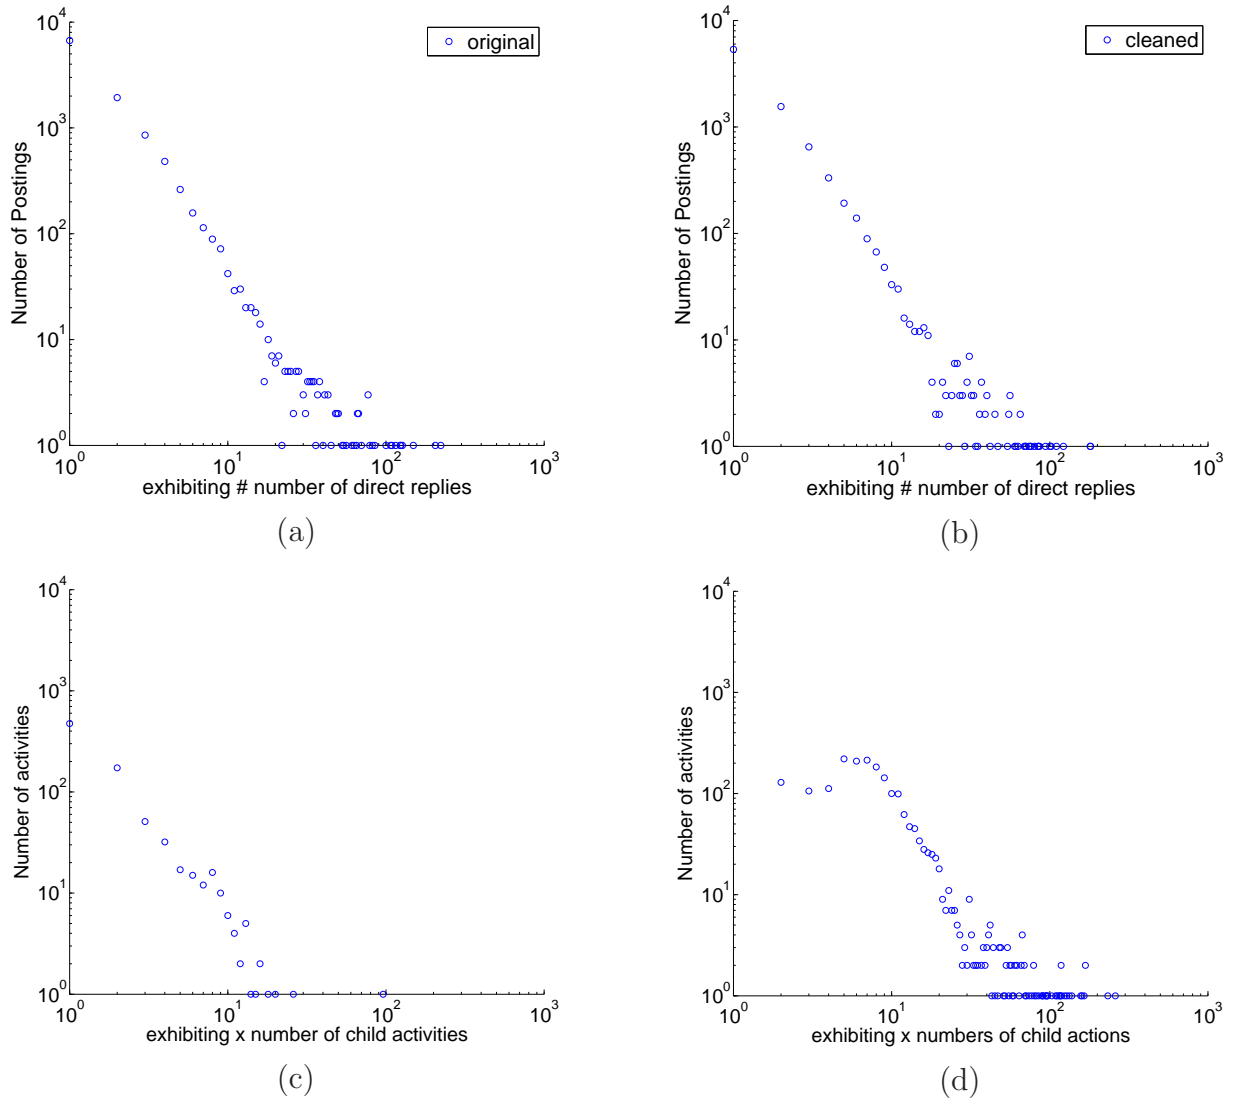 10^4
original
10^3
Number of Postings
10^2
10^1
10^0
10^0 10^1 10^2 10^3
exhibiting # number of direct replies
(a)
10^4
cleaned
10^3
Number of Postings
10^2
10^1
10^0
10^0 10^1 10^2 10^3
exhibiting # number of direct replies
(b)
10^4
10^3
Number of activities
10^2
10^1
10^0
10^0 10^1 10^2 10^3
exhibiting x number of child activities
(c)
10^4
10^3
Number of activities
10^2
10^1
10^0
10^0 10^1 10^2 10^3
exhibiting x numbers of child actions
(d)